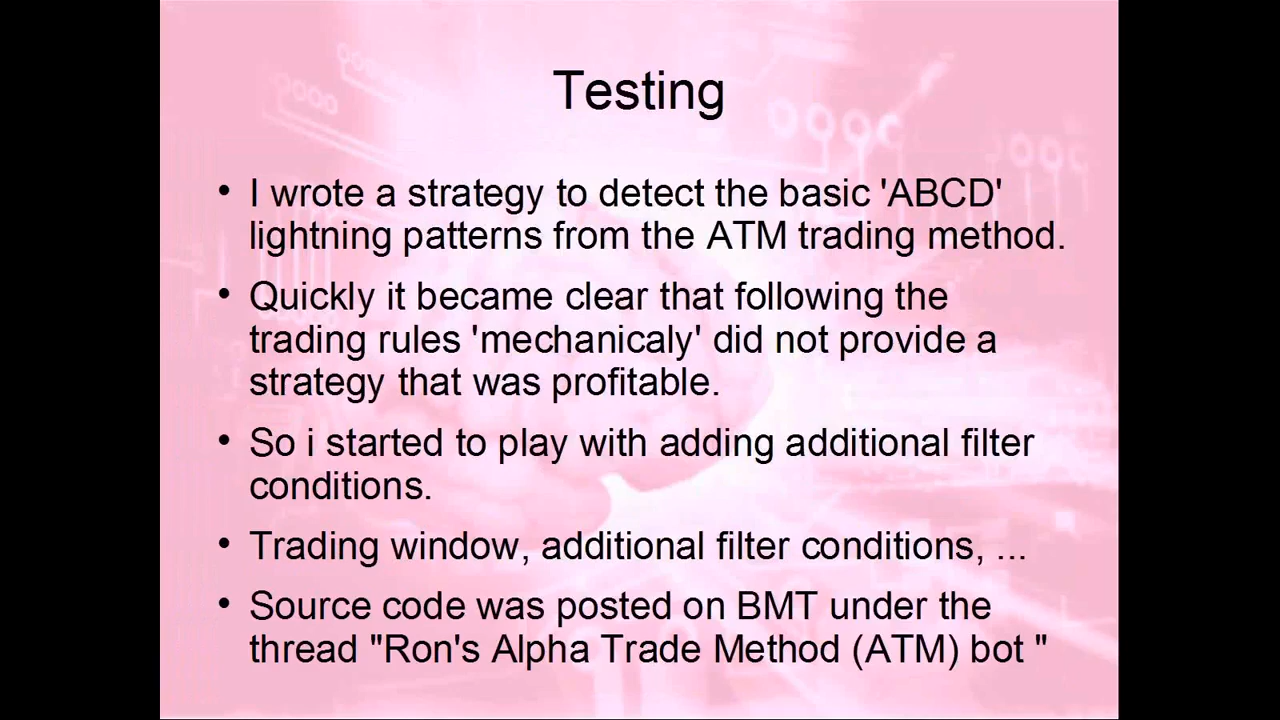 Testing
• I wrote a strategy to detect the basic 'ABCD'
lightning patterns from the ATM trading method.
• Quickly it became clear that following the
trading rules 'mechanicaly' did not provide a
strategy that was profitable.
• So i started to play with adding additional filter
conditions.
• Trading window, additional filter conditions, ...
• Source code was posted on BMT under the
thread "Ron's Alpha Trade Method (ATM) bot "